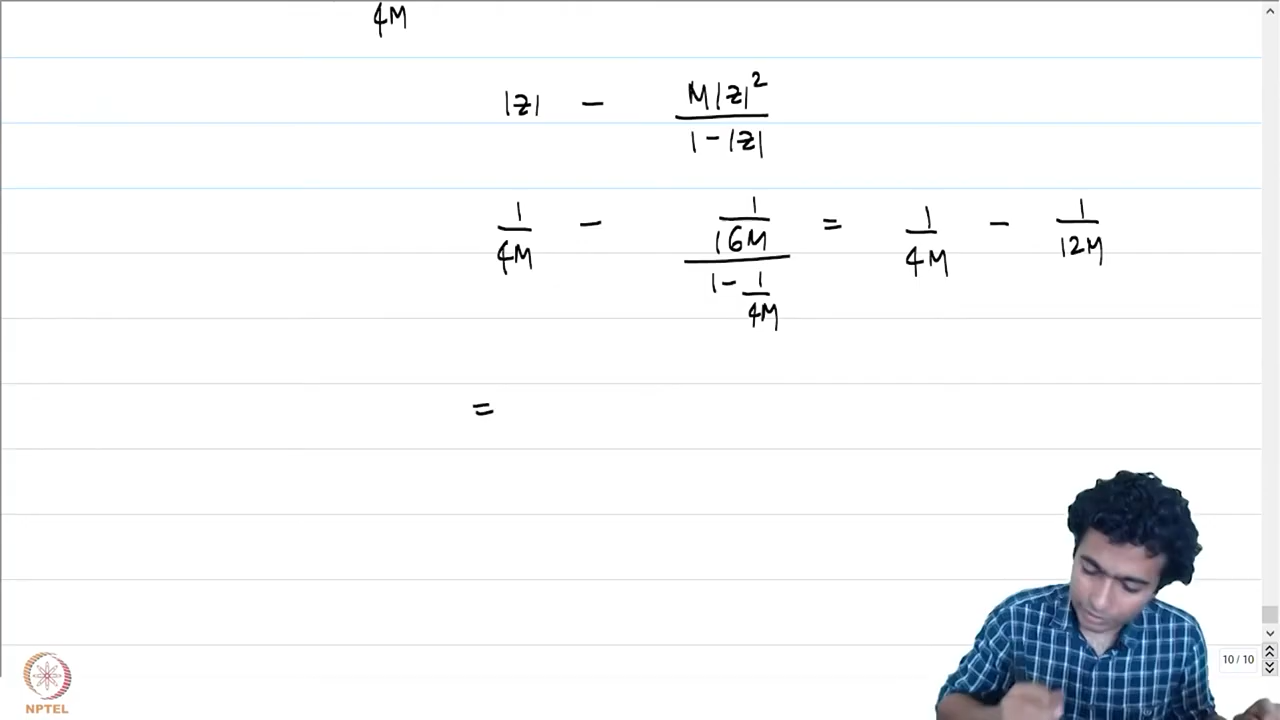 4M
|z| - M|z|² / 1-|z|
1/4M - 1/16M / 1 - 1/4M = 1/4M - 1/12M
=
10 / 10
NPTEL